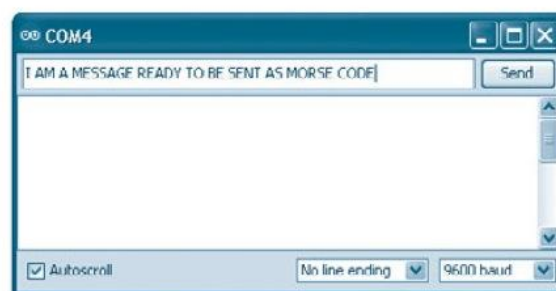 COM4
I AM A MESSAGE READY TO BE SENT AS MORSE CODE
Send
Autoscroll
No line ending
9600 baud